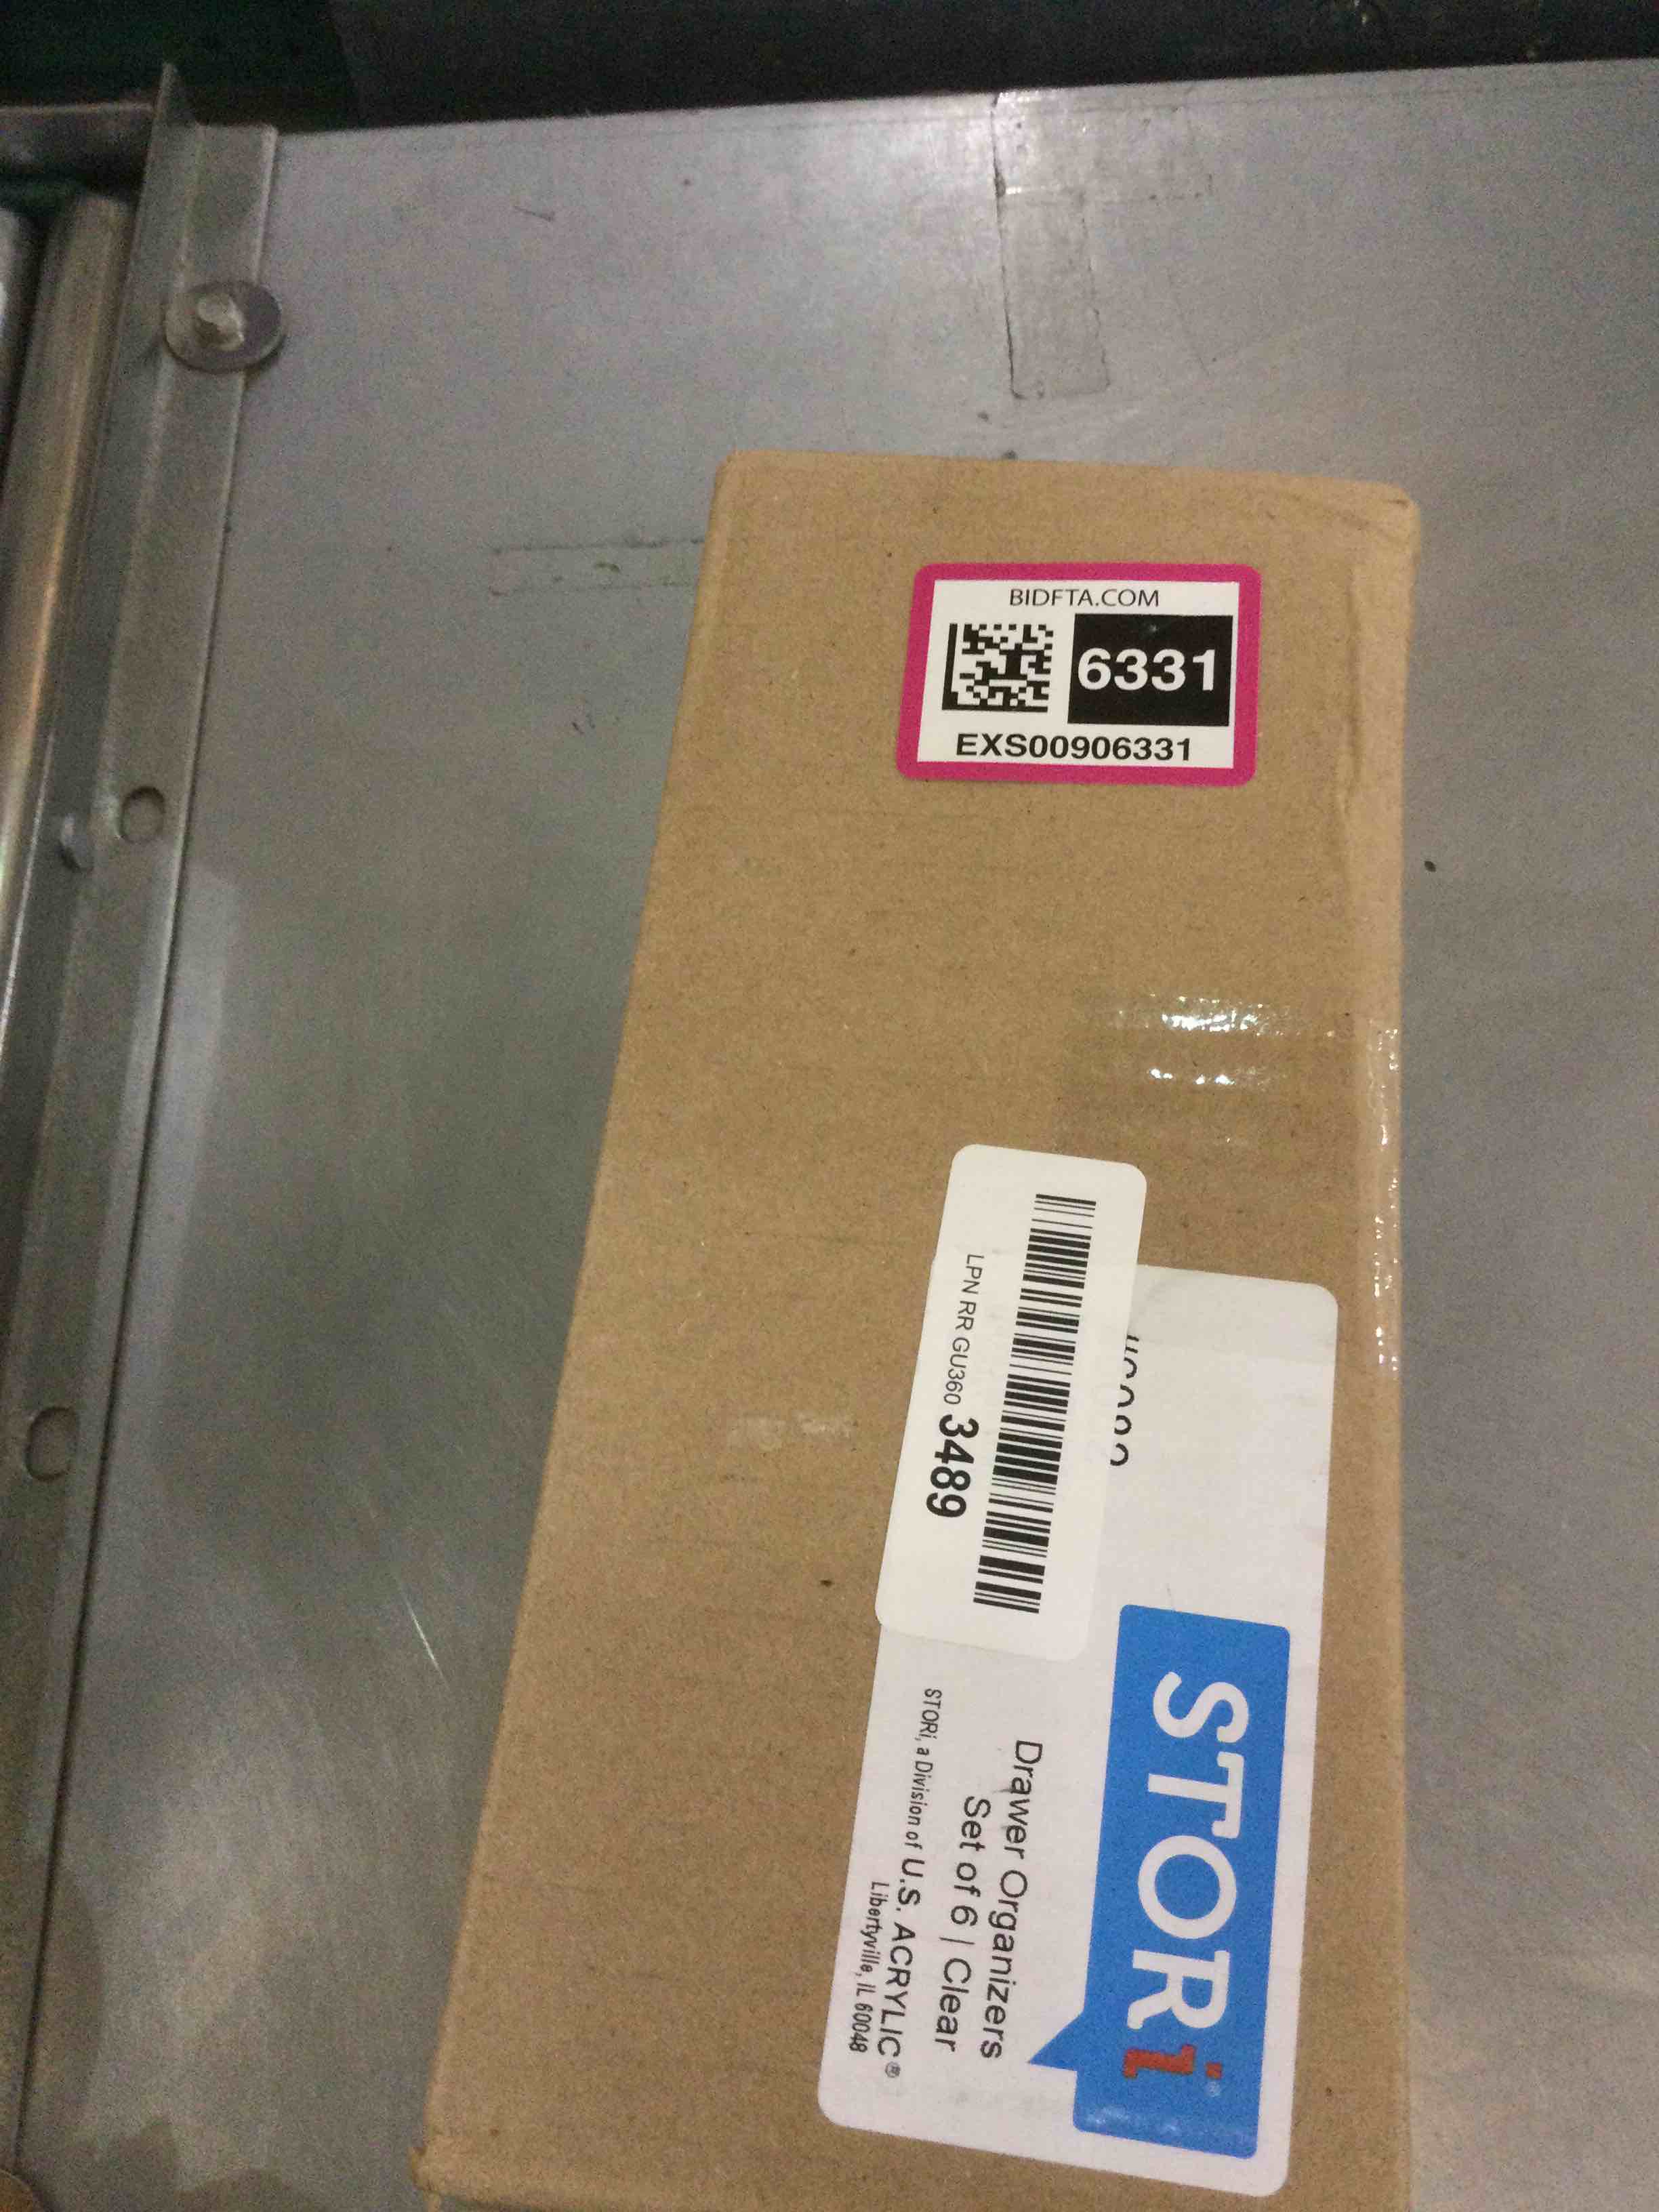 BIDFTA.COM
6331
EXS00906331
LPN RR GU360 3489
STORi®
Drawer Organizers
Set of 6 | Clear
STORi, a Division of U.S. ACRYLIC®
Libertyville, IL 60048